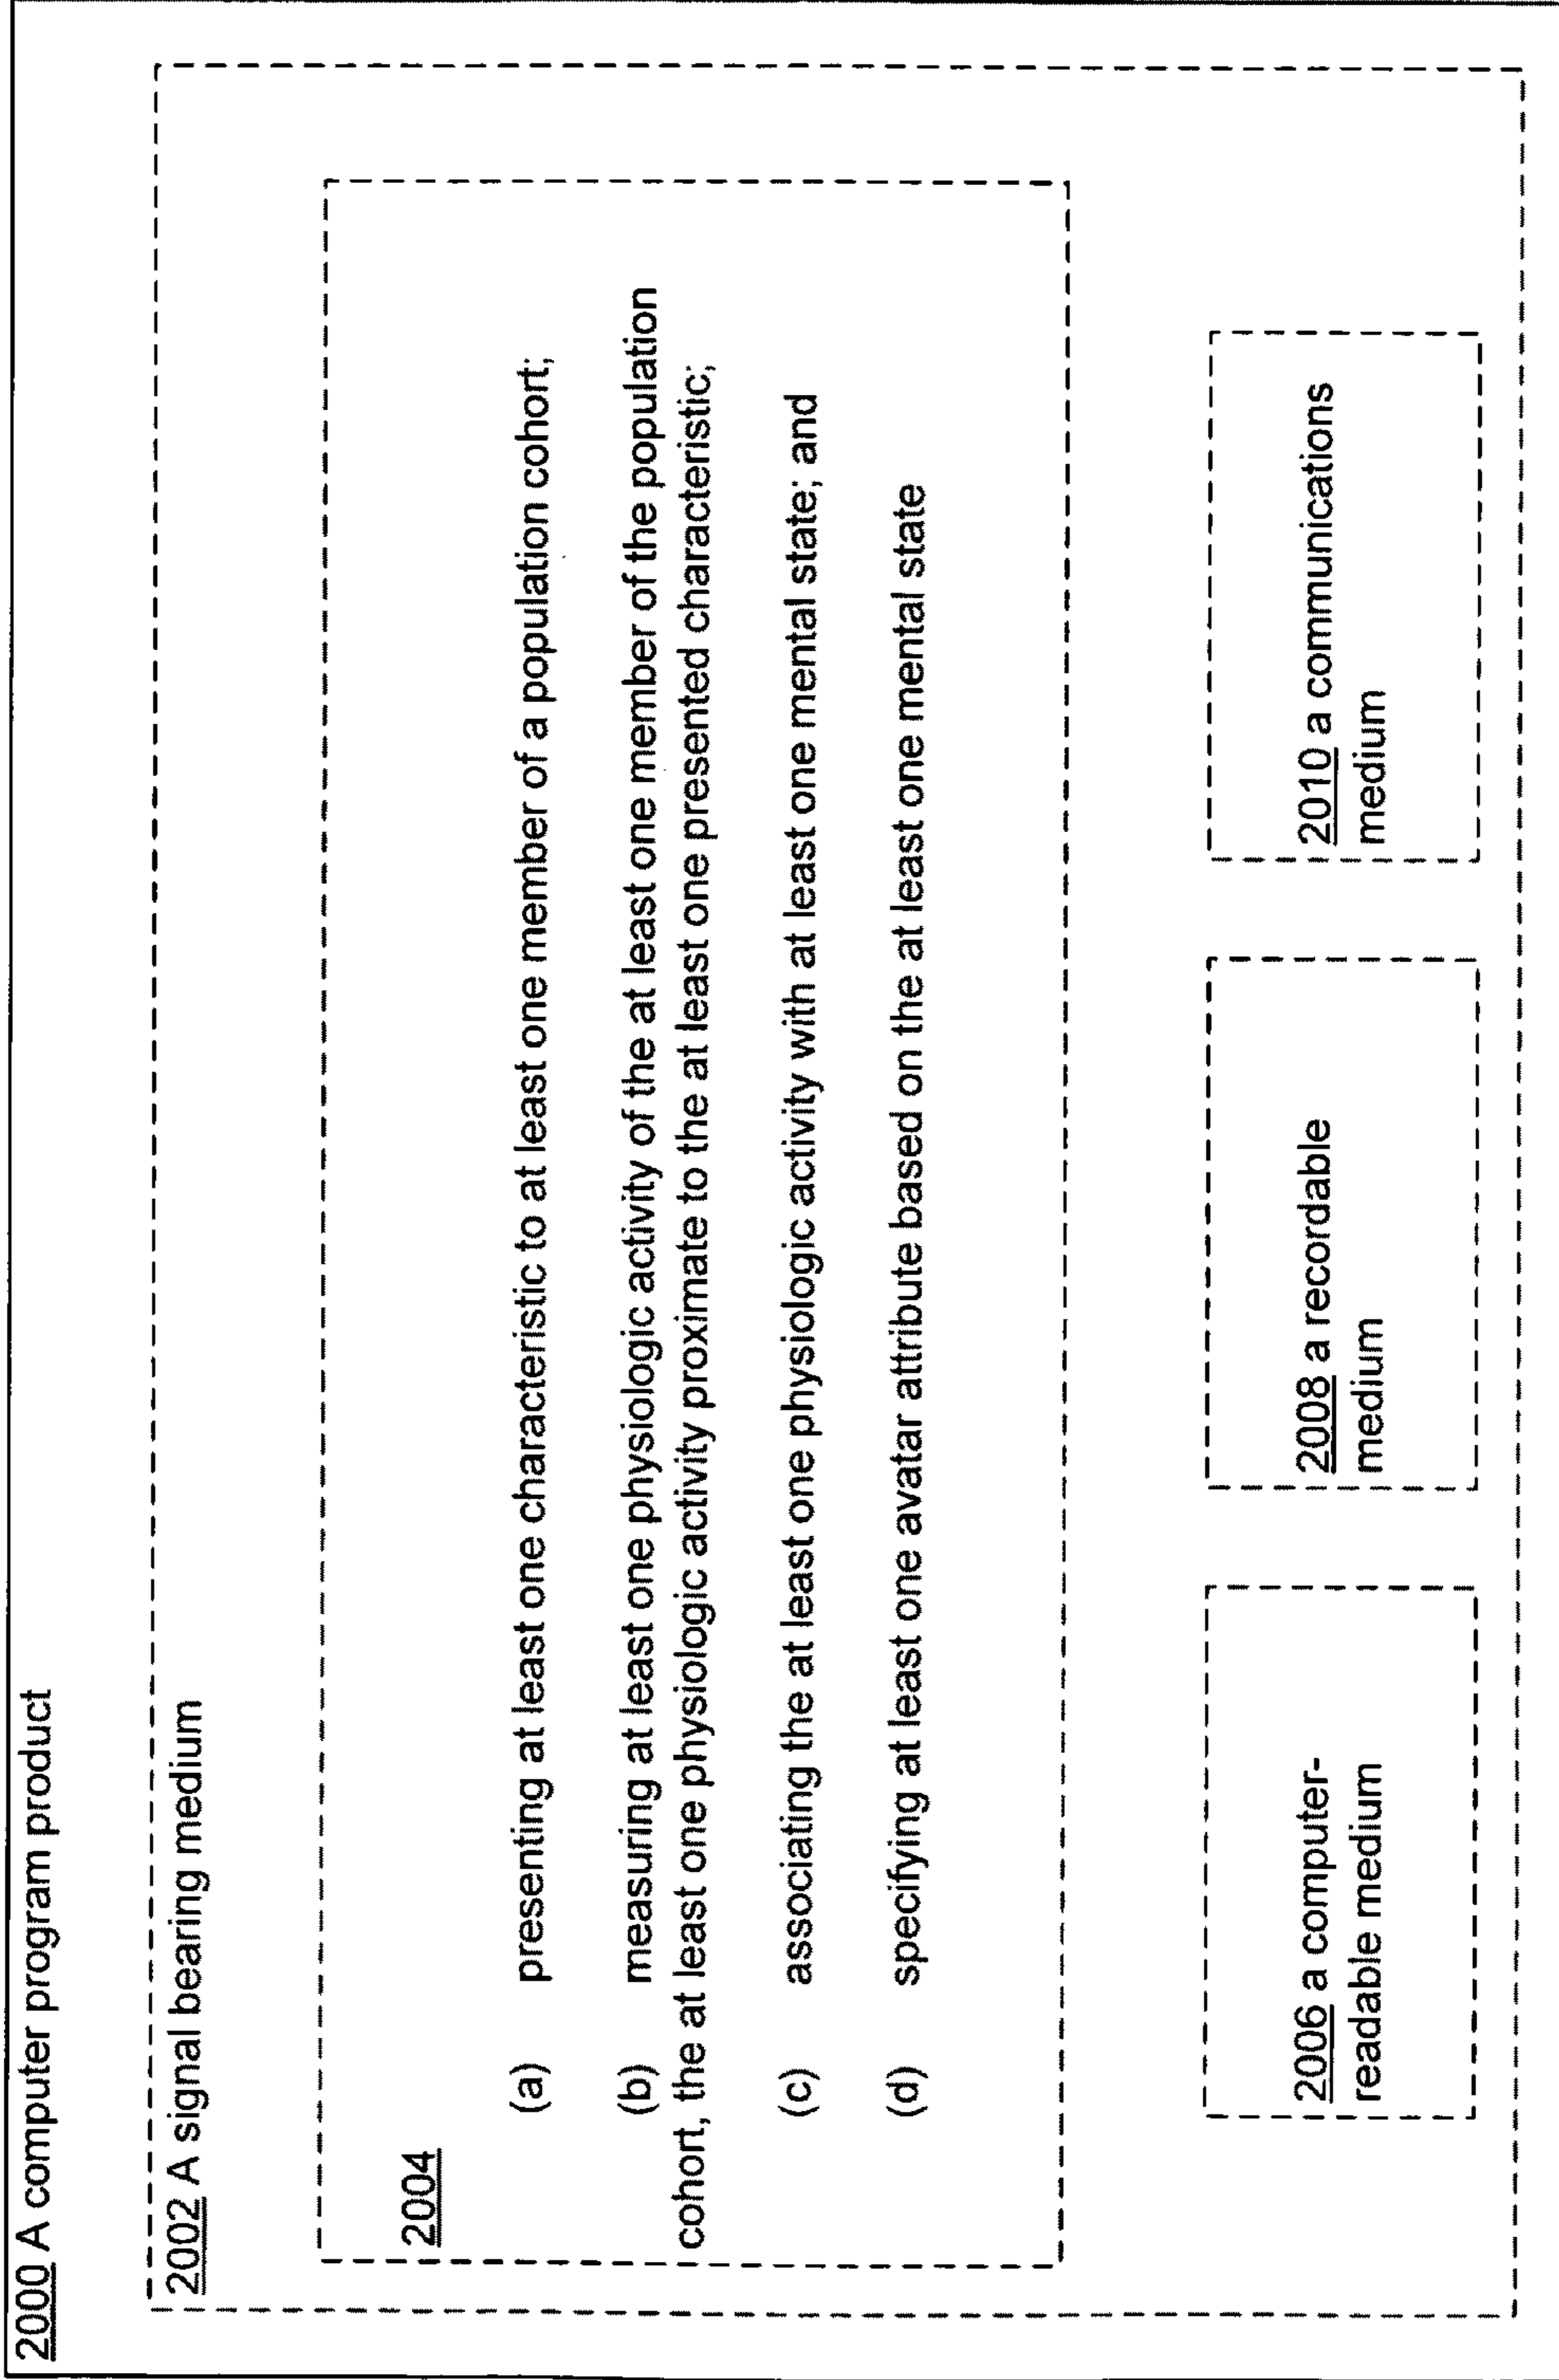 2000 A computer program product
2002 A signal bearing medium
2004
(a) presenting at least one characteristic to at least one member of a population cohort;
(b) measuring at least one physiologic activity of the at least one member of the population
cohort, the at least one physiologic activity proximate to the at least one presented characteristic;
(c) associating the at least one physiologic activity with at least one mental state; and
(d) specifying at least one avatar attribute based on the at least one mental state
2006 a computer-
readable medium
2008 a recordable
medium
2010 a communications
medium